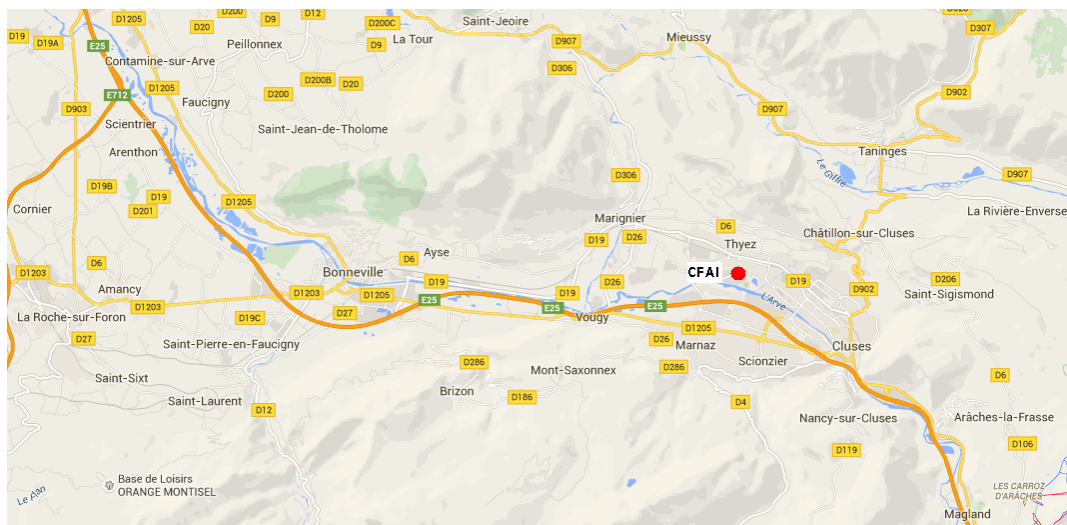 D1205
D200
D9
D12
D200C
Saint-Jeoire
D307
D19
D19A
D20
Peillonnex
La Tour
D9
D907
Mieussy
E25
Contamine-sur-Arve
D306
D1205
D200B
D20
D200
E712
D903
Faucigny
D902
D907
Scientrier
Saint-Jean-de-Tholome
Arenthon
Taninges
Le Giffre
D306
D907
D19B
D19
D201
D1205
Cornier
La Rivière-Enverse
Marignier
D6
Châtillon-sur-Cluses
D19
D26
Thyez
Ayse
D6
D6
Bonneville
CFAI
D1203
D19
D26
D19
D206
Amancy
D1203
D1205
D19
D902
Saint-Sigismond
D1203
E25
E25
E25
L'Arve
La Roche-sur-Foron
D19C
D27
Vougy
D1205
D27
Saint-Pierre-en-Faucigny
D26
Marnaz
Cluses
D286
D286
Scionzier
Saint-Sixt
Mont-Saxonnex
D6
Brizon
D186
Saint-Laurent
D12
D4
Nancy-sur-Cluses
Arâches-la-Frasse
D119
D106
Base de Loisirs
ORANGE MONTISEL
LES CARROZ
D'ARÂCHES
Magland